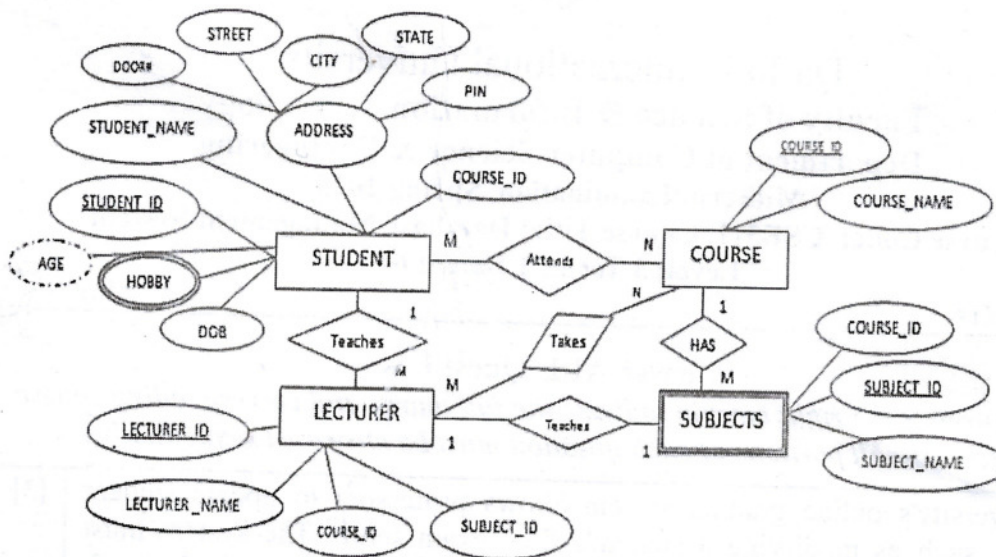 STREET
STATE
CITY
DOOR#
PIN
STUDENT_NAME
ADDRESS
COURSE_ID
COURSE_ID
STUDENT_ID
COURSE_NAME
AGE
HOBBY
STUDENT
M
Attends
N
COURSE
DOB
1
Teaches
M
N
Takes
M
1
HAS
M
COURSE_ID
SUBJECT_ID
LECTURER
1
Teaches
1
SUBJECTS
LECTURER_ID
SUBJECT_NAME
LECTURER_NAME
COURSE_ID
SUBJECT_ID